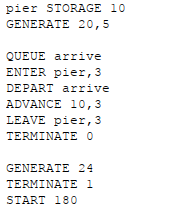 pier STORAGE 10
GENERATE 20,5
QUEUE arrive
ENTER pier,3
DEPART arrive
ADVANCE 10,3
LEAVE pier,3
TERMINATE 0
GENERATE 24
TERMINATE 1
START 180